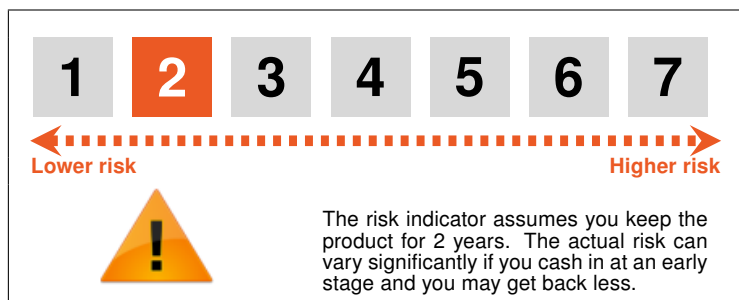 1 2 3 4 5 6 7
Lower risk Higher risk
!
The risk indicator assumes you keep the
product for 2 years. The actual risk can
vary significantly if you cash in at an early
stage and you may get back less.